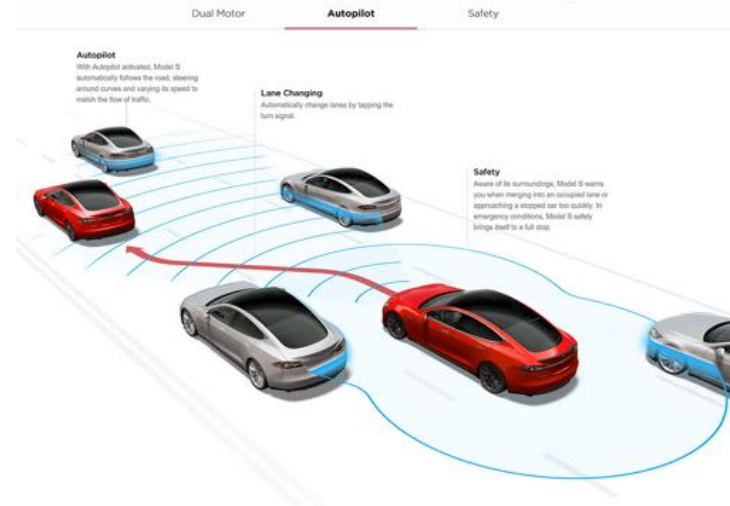 Dual Motor
Autopilot
Safety
Autopilot
With Autopilot activated, Model S
automatically follows the road, steering
around curves and varying its speed to
match the flow of traffic.
Lane Changing
Automatically change lanes by tapping the
turn signal.
Safety
Aware of its surroundings, Model S warns
you when merging into an occupied lane or
approaching a stopped car too quickly. In
emergency conditions, Model S safely
brings itself to a full stop.